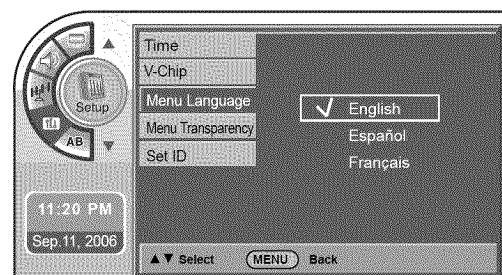 Setup
AB
11:20 PM
Sep.11, 2006
Time
V-Chip
Menu Language
Menu Transparency
Set ID
✓ English
Español
Français
▲▼ Select MENU Back